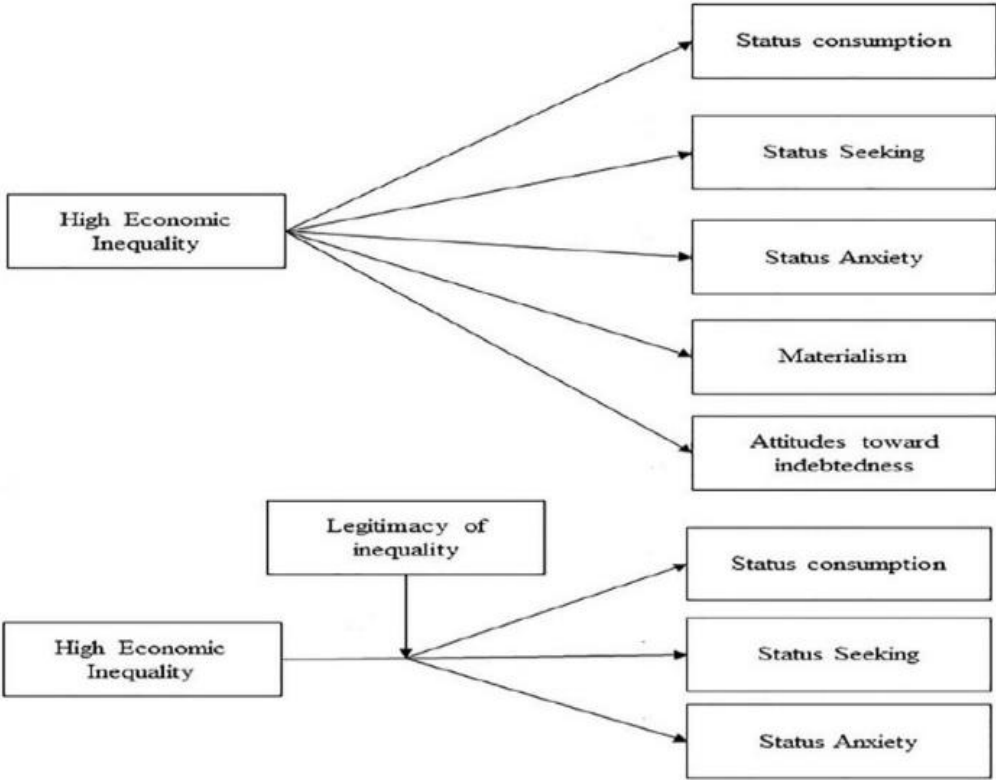 Status consumption
Status Seeking
High Economic
Inequality
Status Anxiety
Materialism
Attitudes toward
indebtedness
Legitimacy of
inequality
Status consumption
High Economic
Inequality
Status Seeking
Status Anxiety